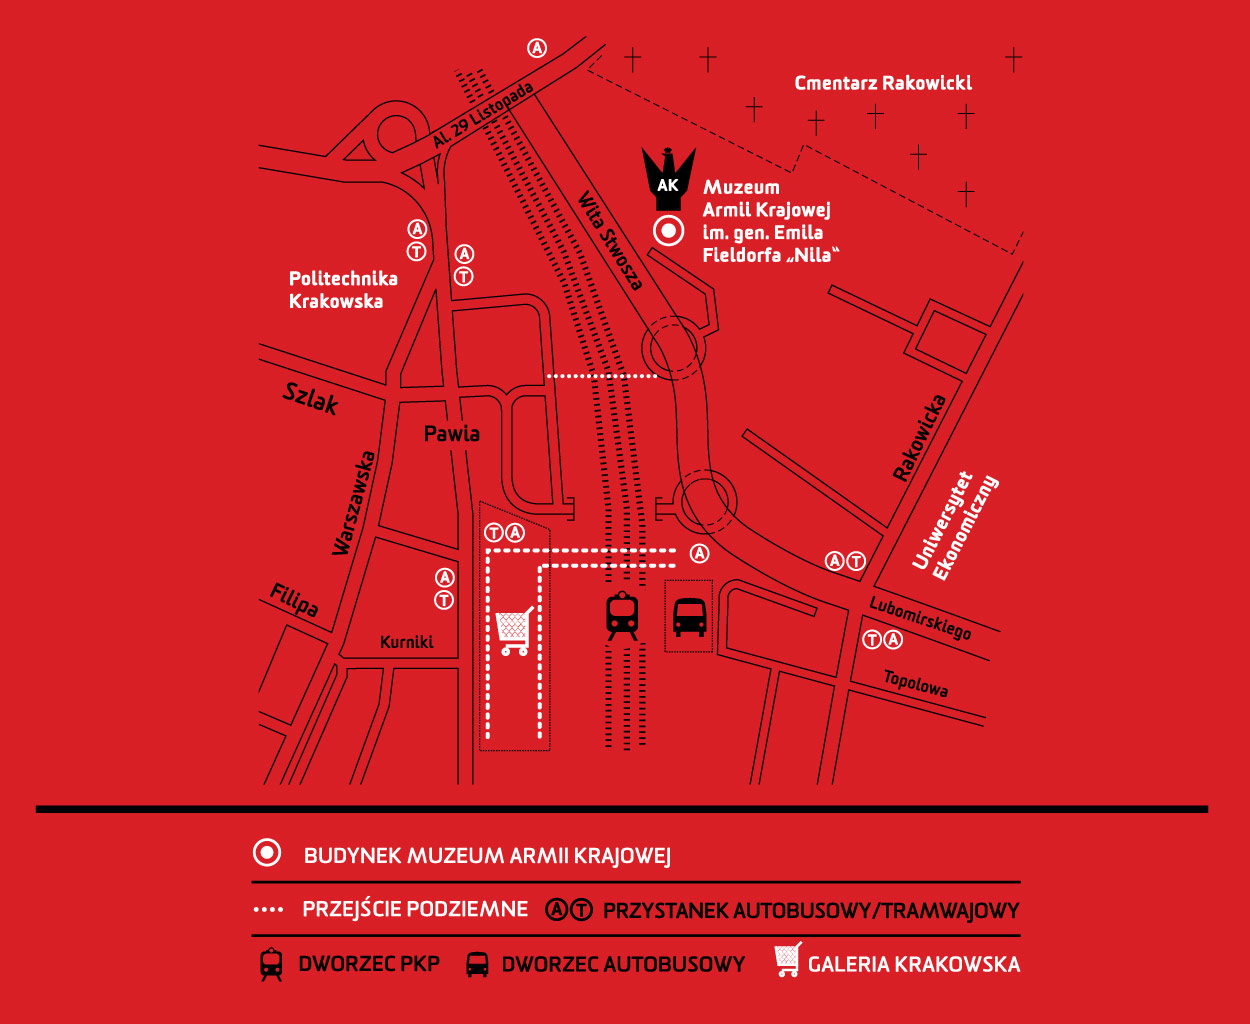 A
Cmentarz Rakowicki
AL. 29 Listopada
AK
Muzeum
Armii Krajowej
im. gen. Emila
Fieldorfa „Nila“
Wita Stwosza
A
T
A
T
Politechnika
Krakowska
Szlak
Pawia
Warszawska
Rakowicka
Uniwersytet
Ekonomiczny
T A
A
A T
A
T
Filipa
Kurniki
Lubomirskiego
T A
Topolowa
BUDYNEK MUZEUM ARMII KRAJOWEJ
PRZEJŚCIE PODZIEMNE
A T PRZYSTANEK AUTOBUSOWY/TRAMWAJOWY
DWORZEC PKP
DWORZEC AUTOBUSOWY
GALERIA KRAKOWSKA